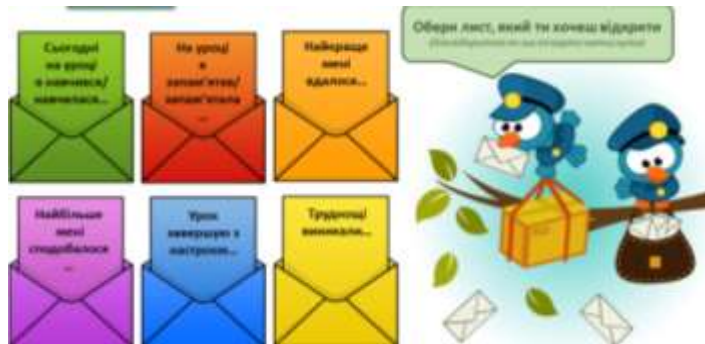 Сьогодні
на уроці
я навчився/
навчилася...
На уроці
я
запам'ятав/
запам'ятала
...
Найкраще
мені
вдалося...
Обери лист, який ти хочеш відкрити
Найбільше
мені
сподобалося
...
Урок
завершую з
настроєм...
Труднощі
виникали...